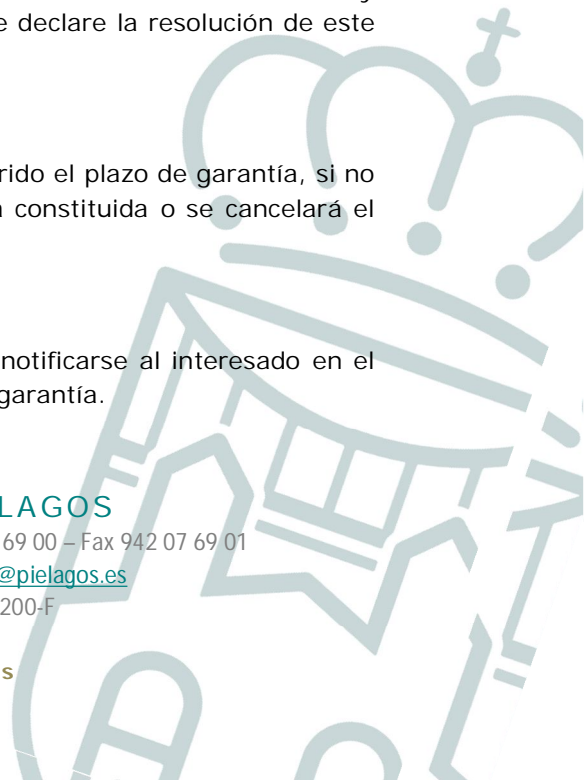 e declare la resolución de este
rido el plazo de garantía, si no
constituida o se cancelará el
notificarse al interesado en el
garantía.
LAGOS
69 00 – Fax 942 07 69 01
@pielagos.es
200-F
s